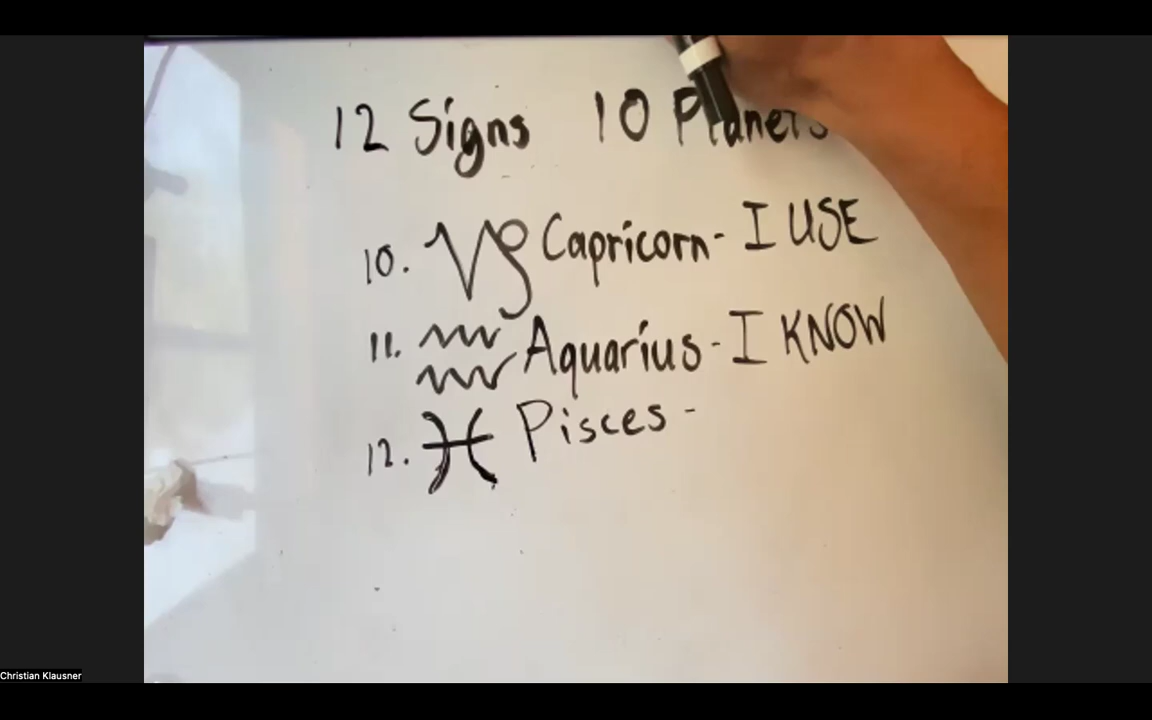 12 Signs 10 Planets
10. ♑ Capricorn - I USE
11. ♒ Aquarius - I KNOW
12. ♓ Pisces -
Christian Klausner